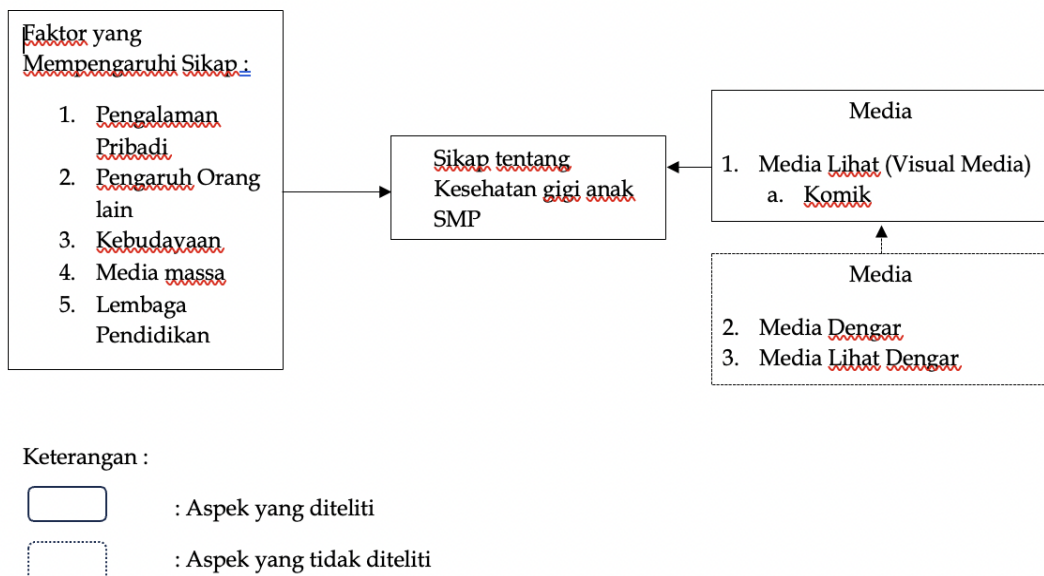 Faktor yang
Mempengaruhi Sikap :
1. Pengalaman
Pribadi
2. Pengaruh Orang
lain
3. Kebudayaan
4. Media massa
5. Lembaga
Pendidikan
Sikap tentang
Kesehatan gigi anak
SMP
Media
1. Media Lihat (Visual Media)
a. Komik
Media
2. Media Dengar
3. Media Lihat Dengar
Keterangan :
: Aspek yang diteliti
: Aspek yang tidak diteliti